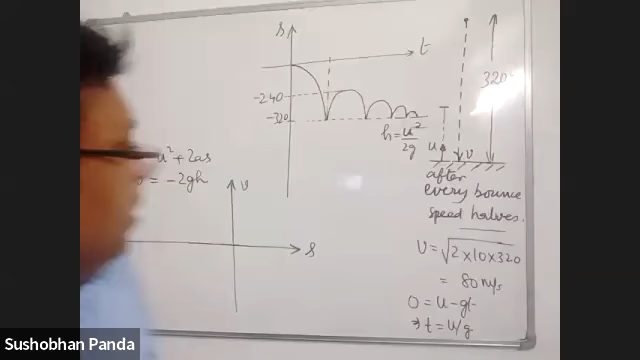 s
t
-240
-320
h = u²/2g
320
u
v
u² + 2as
= -2gh
v
s
after
every bounce
speed halves.
v = √2×10×320
= 80 m/s
0 = u - gt
⇒ t = u/g
Sushobhan Panda